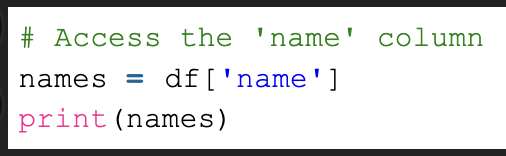 # Access the 'name' column
names = df['name']
print(names)